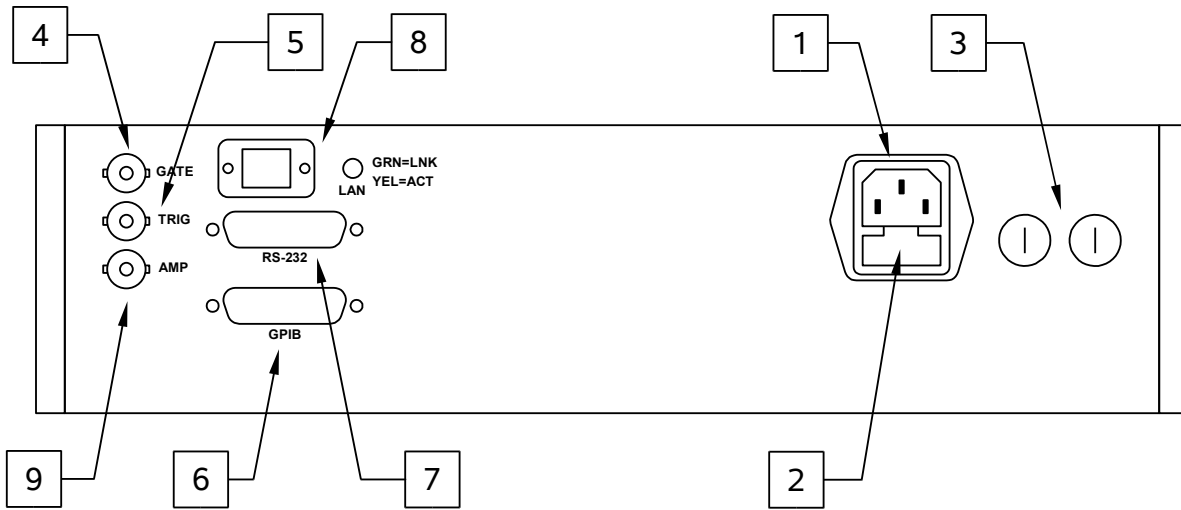 4
5
8
1
3
GATE
GRN=LNK
LAN
YEL=ACT
TRIG
RS-232
AMP
GPIB
9
6
7
2